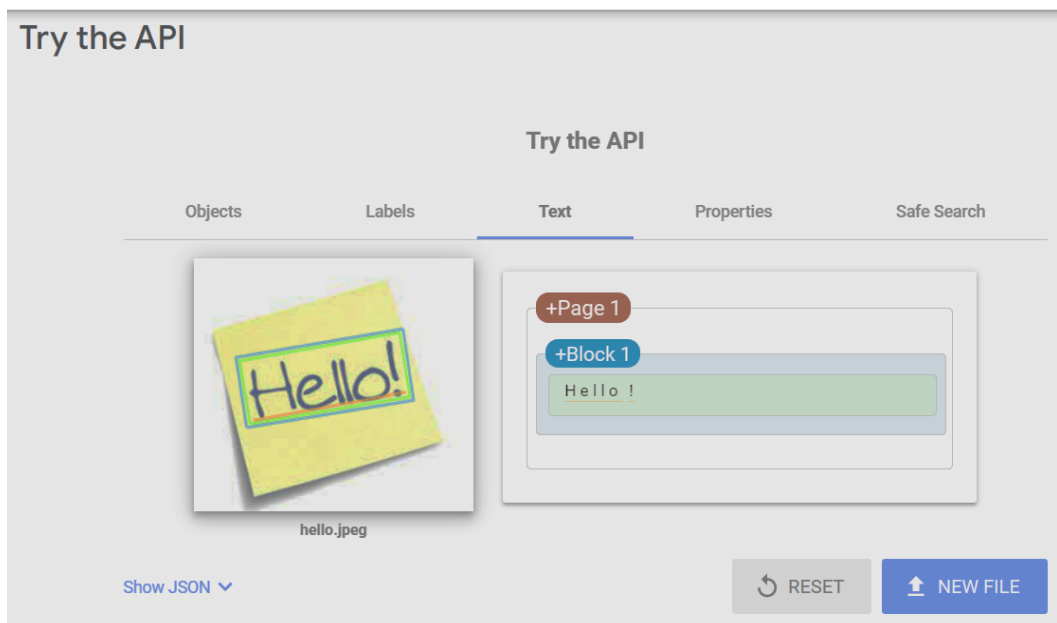 Try the API
Try the API
Objects Labels Text Properties Safe Search
Hello!
+Page 1
+Block 1
Hello !
hello.jpeg
Show JSON
RESET
NEW FILE